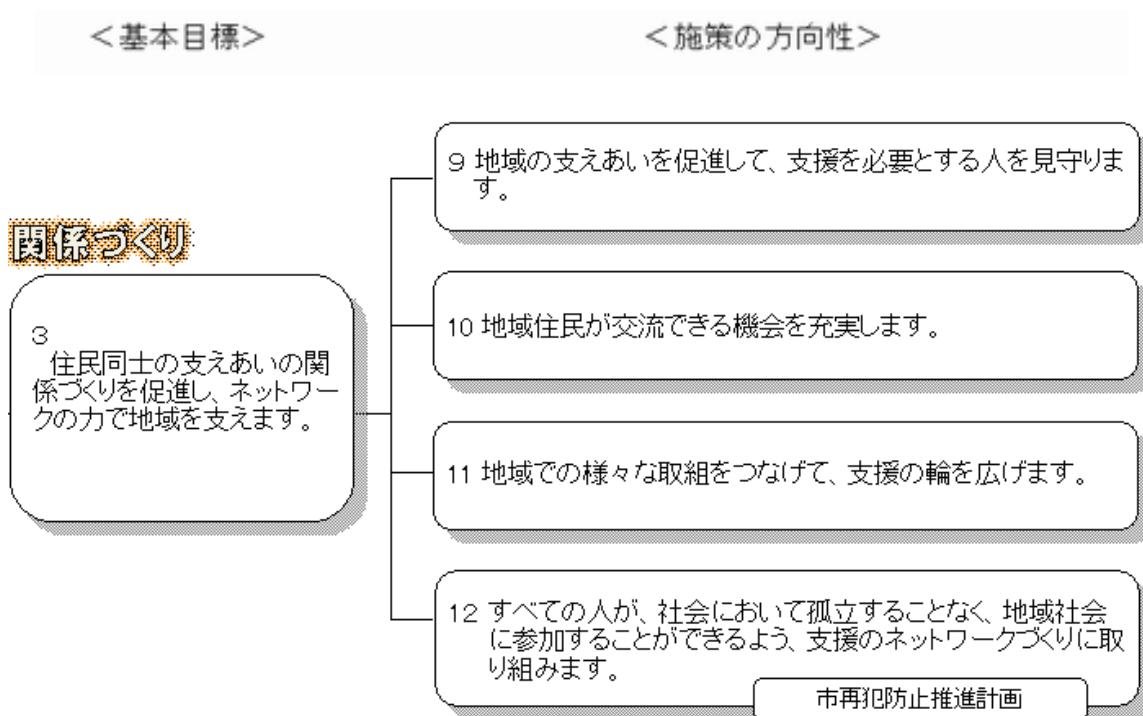 ＜基本目標＞
＜施策の方向性＞
9 地域の支えあいを促進して、支援を必要とする人を見守りま
す。
関係づくり
3
住民同士の支えあいの関
係づくりを促進し、ネットワー
クの力で地域を支えます。
10 地域住民が交流できる機会を充実します。
11 地域での様々な取組をつなげて、支援の輪を広げます。
12 すべての人が、社会において孤立することなく、地域社会
に参加することができるよう、支援のネットワークづくりに取
り組みます。
市再犯防止推進計画